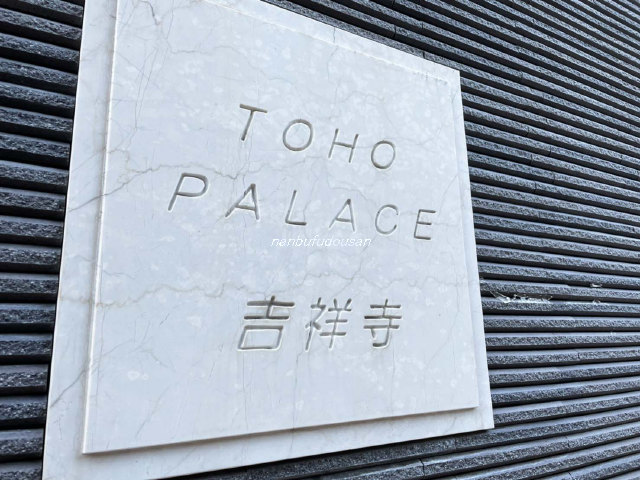 TOHO
PALACE
nanbufudousan
吉祥寺